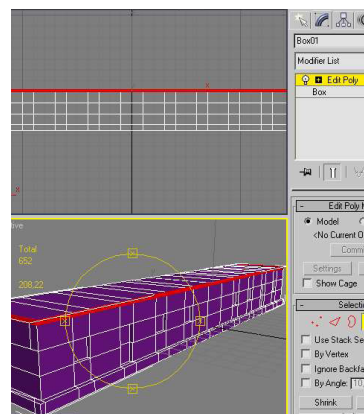 Box01
Modifier List
Edit Poly
Box
Total
652
208,22
Edit Poly
Model
<No Current O
Comm
Settings
Show Cage
Selectio
Use Stack Se
By Vertex
Ignore Backfa
By Angle:
Shrink